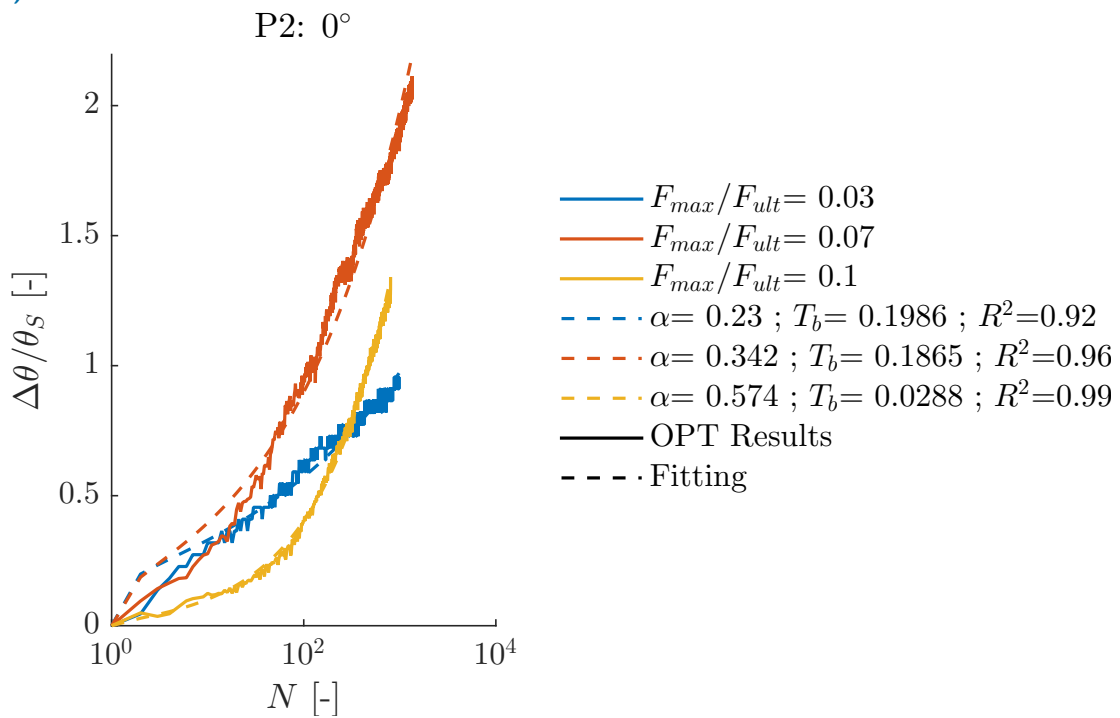 P2: 0°
2
1.5
1
0.5
0
Δθ/θ_S [-]
10^0
10^2
10^4
N [-]
F_max/F_ult= 0.03
F_max/F_ult= 0.07
F_max/F_ult= 0.1
α= 0.23 ; T_b= 0.1986 ; R^2=0.92
α= 0.342 ; T_b= 0.1865 ; R^2=0.96
α= 0.574 ; T_b= 0.0288 ; R^2=0.99
OPT Results
Fitting